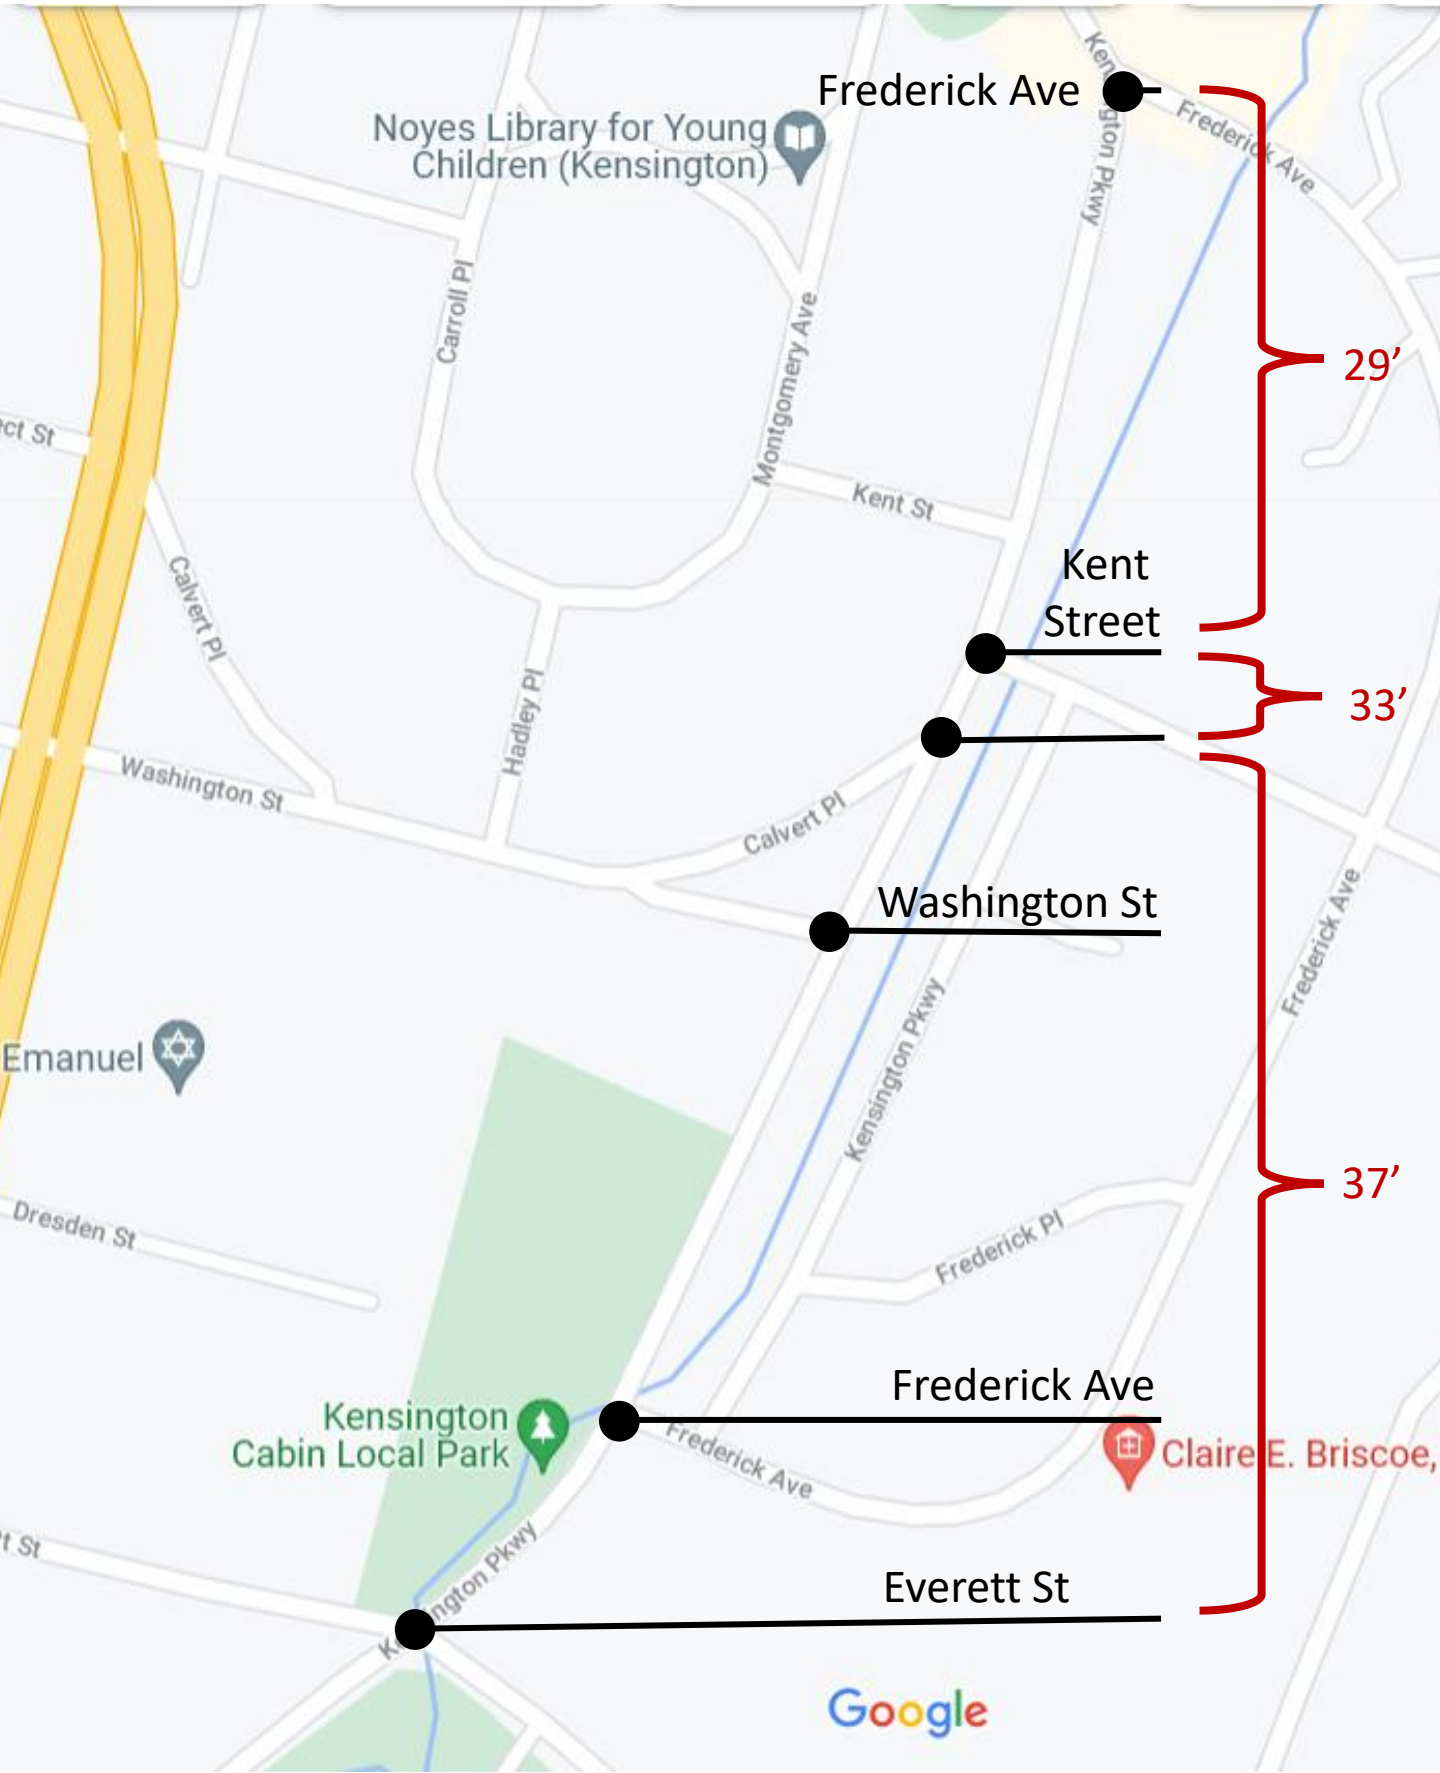 Frederick Ave
Kensington Pkwy
Frederick Ave
Noyes Library for Young
Children (Kensington)
Carroll Pl
Montgomery Ave
29’
ect St
Kent St
Kent
Street
Calvert Pl
Hadley Pl
33’
Washington St
Calvert Pl
Washington St
Frederick Ave
Emanuel
Kensington Pkwy
37’
Dresden St
Frederick Pl
Frederick Ave
Kensington
Cabin Local Park
Frederick Ave
Claire E. Briscoe,
t St
ngton Pkwy
Everett St
Google